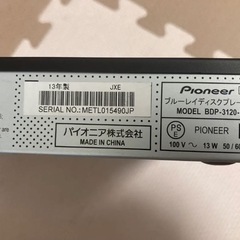 13年製 JXE
SERIAL NO.: METL015490JP
パイオニア株式会社
MADE IN CHINA
Pioneer
ブルーレイディスクプレー
MODEL BDP-3120-
PS
E
PIONEER
100 V ~ 13 W 50/60